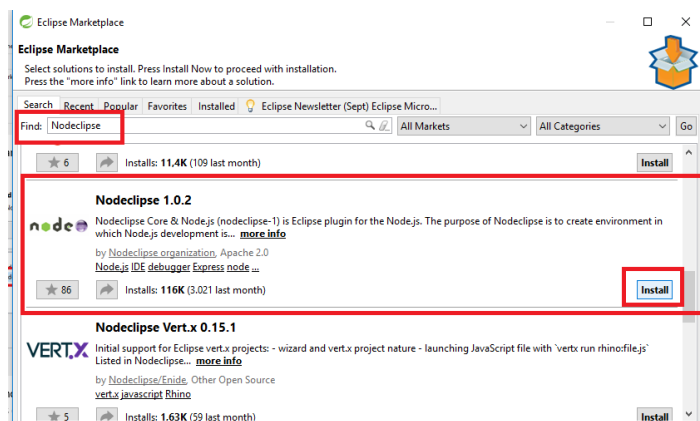 Eclipse Marketplace
Eclipse Marketplace
Select solutions to install. Press Install Now to proceed with installation.
Press the "more info" link to learn more about a solution.
Search Recent Popular Favorites Installed Eclipse Newsletter (Sept) Eclipse Micro...
Find: Nodeclipse All Markets All Categories Go
6 Installs: 11,4K (109 last month) Install
Nodeclipse 1.0.2
node
Nodeclipse Core & Node.js (nodeclipse-1) is Eclipse plugin for the Node.js. The purpose of Nodeclipse is to create environment in
which Node.js development is... more info
by Nodeclipse organization, Apache 2.0
Node.js IDE debugger Express node ...
86 Installs: 116K (3.021 last month) Install
Nodeclipse Vert.x 0.15.1
VERT.X
Initial support for Eclipse vert.x projects: - wizard and vert.x project nature - launching JavaScript file with `vertx run rhino:file.js`
Listed in Nodeclipse... more info
by Nodeclipse/Enide, Other Open Source
vert.x javascript Rhino
5 Installs: 1,63K (59 last month) Install